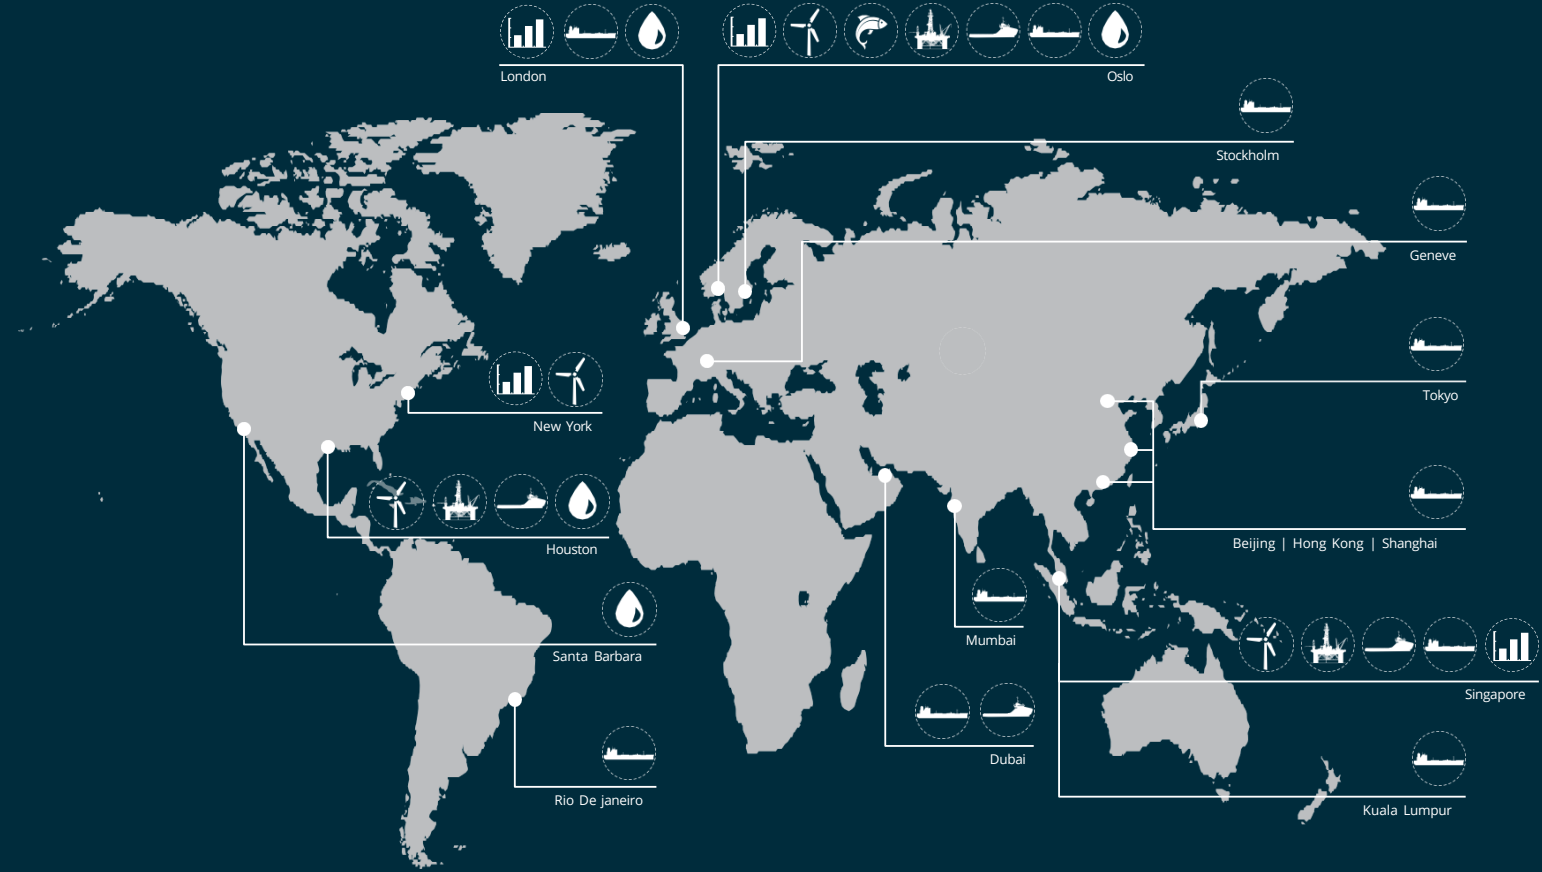 London
Oslo
Stockholm
Geneve
Tokyo
New York
Beijing | Hong Kong | Shanghai
Houston
Mumbai
Santa Barbara
Singapore
Dubai
Rio De janeiro
Kuala Lumpur